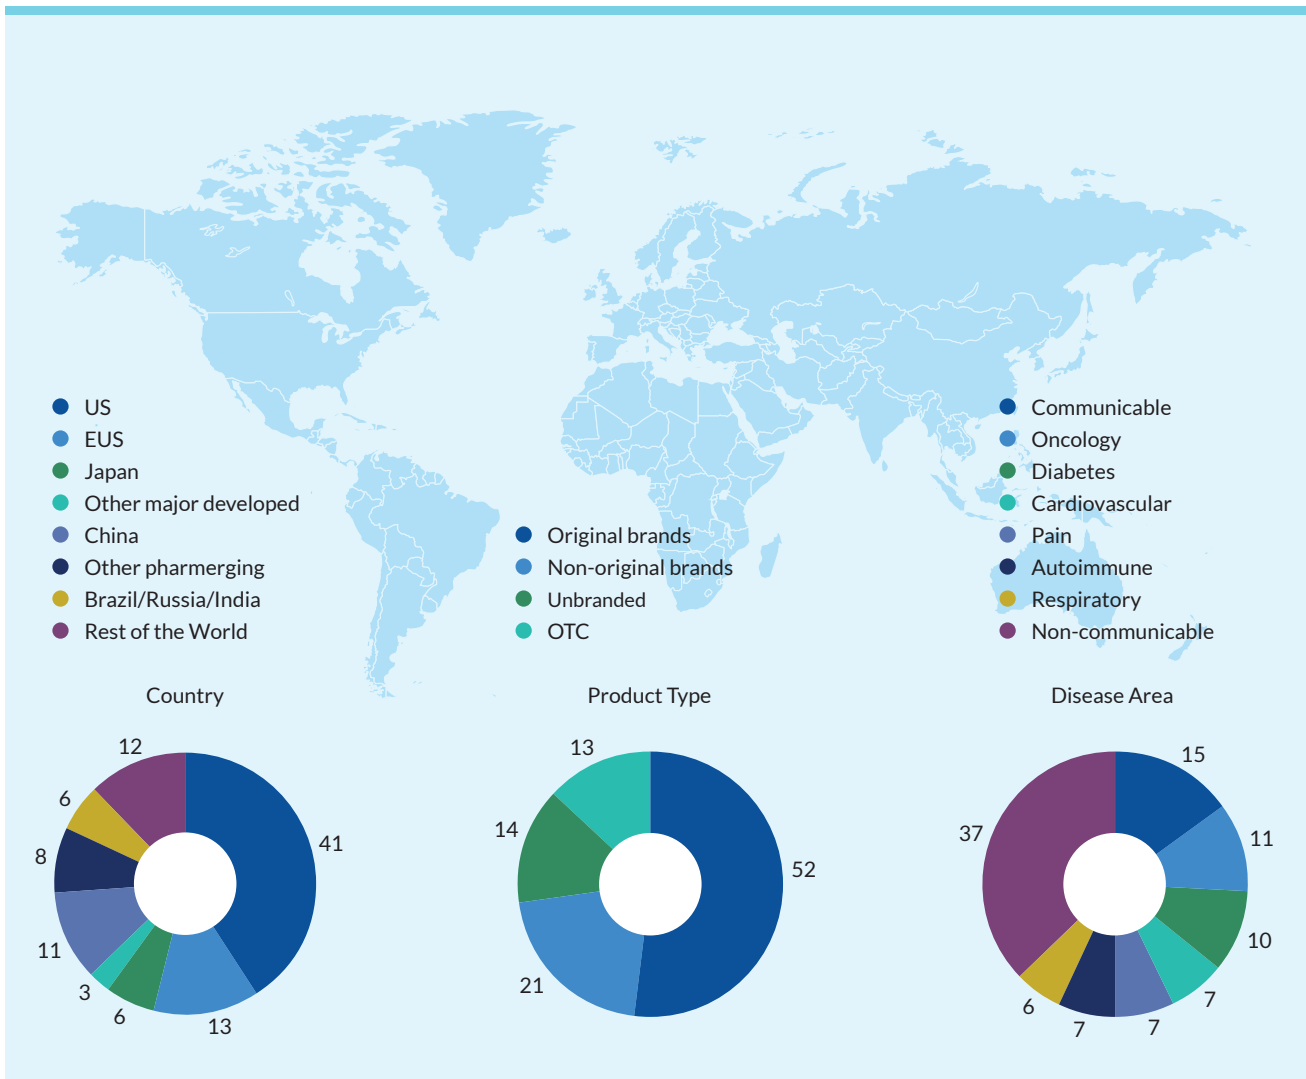 US
EUS
Japan
Other major developed
China
Other pharmerging
Brazil/Russia/India
Rest of the World
Original brands
Non-original brands
Unbranded
OTC
Communicable
Oncology
Diabetes
Cardiovascular
Pain
Autoimmune
Respiratory
Non-communicable
Country
12
6
41
8
11
3
6
13
Product Type
13
14
52
21
Disease Area
15
37
11
10
6
7
7
7